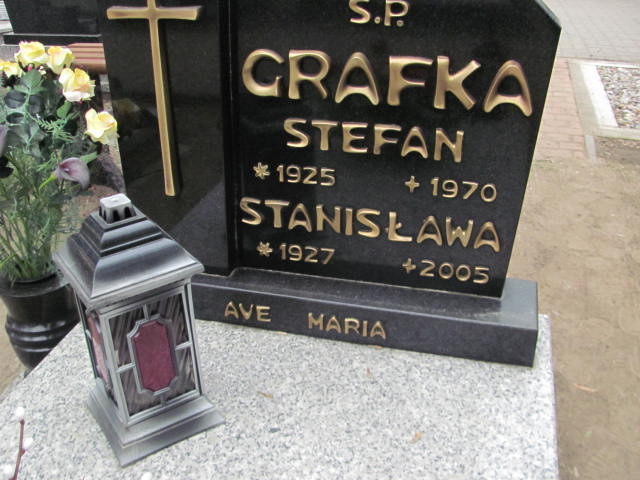 Ś.P.
GRAFKA
STEFAN
* 1925 + 1970
STANISŁAWA
* 1927 + 2005
AVE MARIA